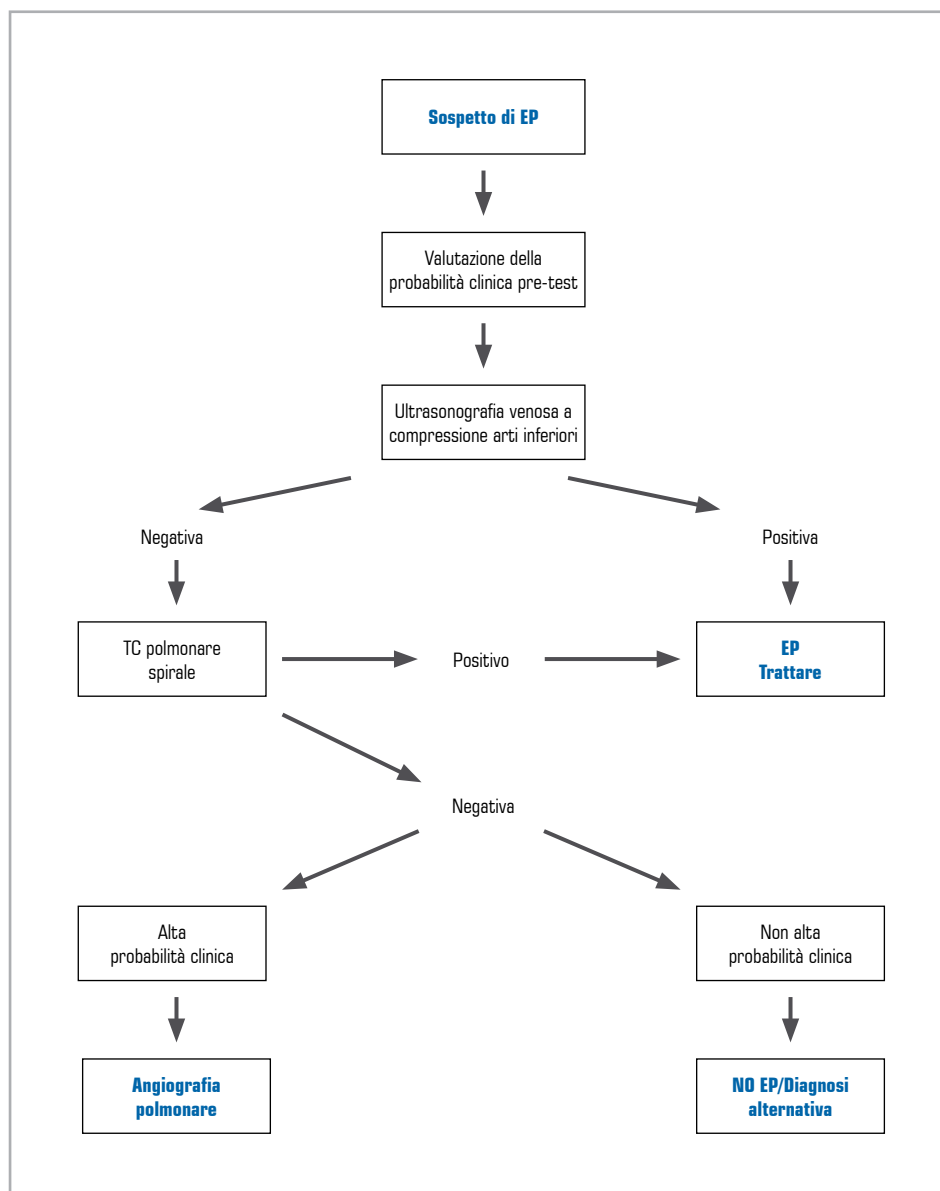 Sospetto di EP
Valutazione della
probabilità clinica pre-test
Ultrasonografia venosa a
compressione arti inferiori
Negativa
Positiva
TC polmonare
spirale
Positivo
EP
Trattare
Negativa
Alta
probabilità clinica
Non alta
probabilità clinica
Angiografia
polmonare
NO EP/Diagnosi
alternativa